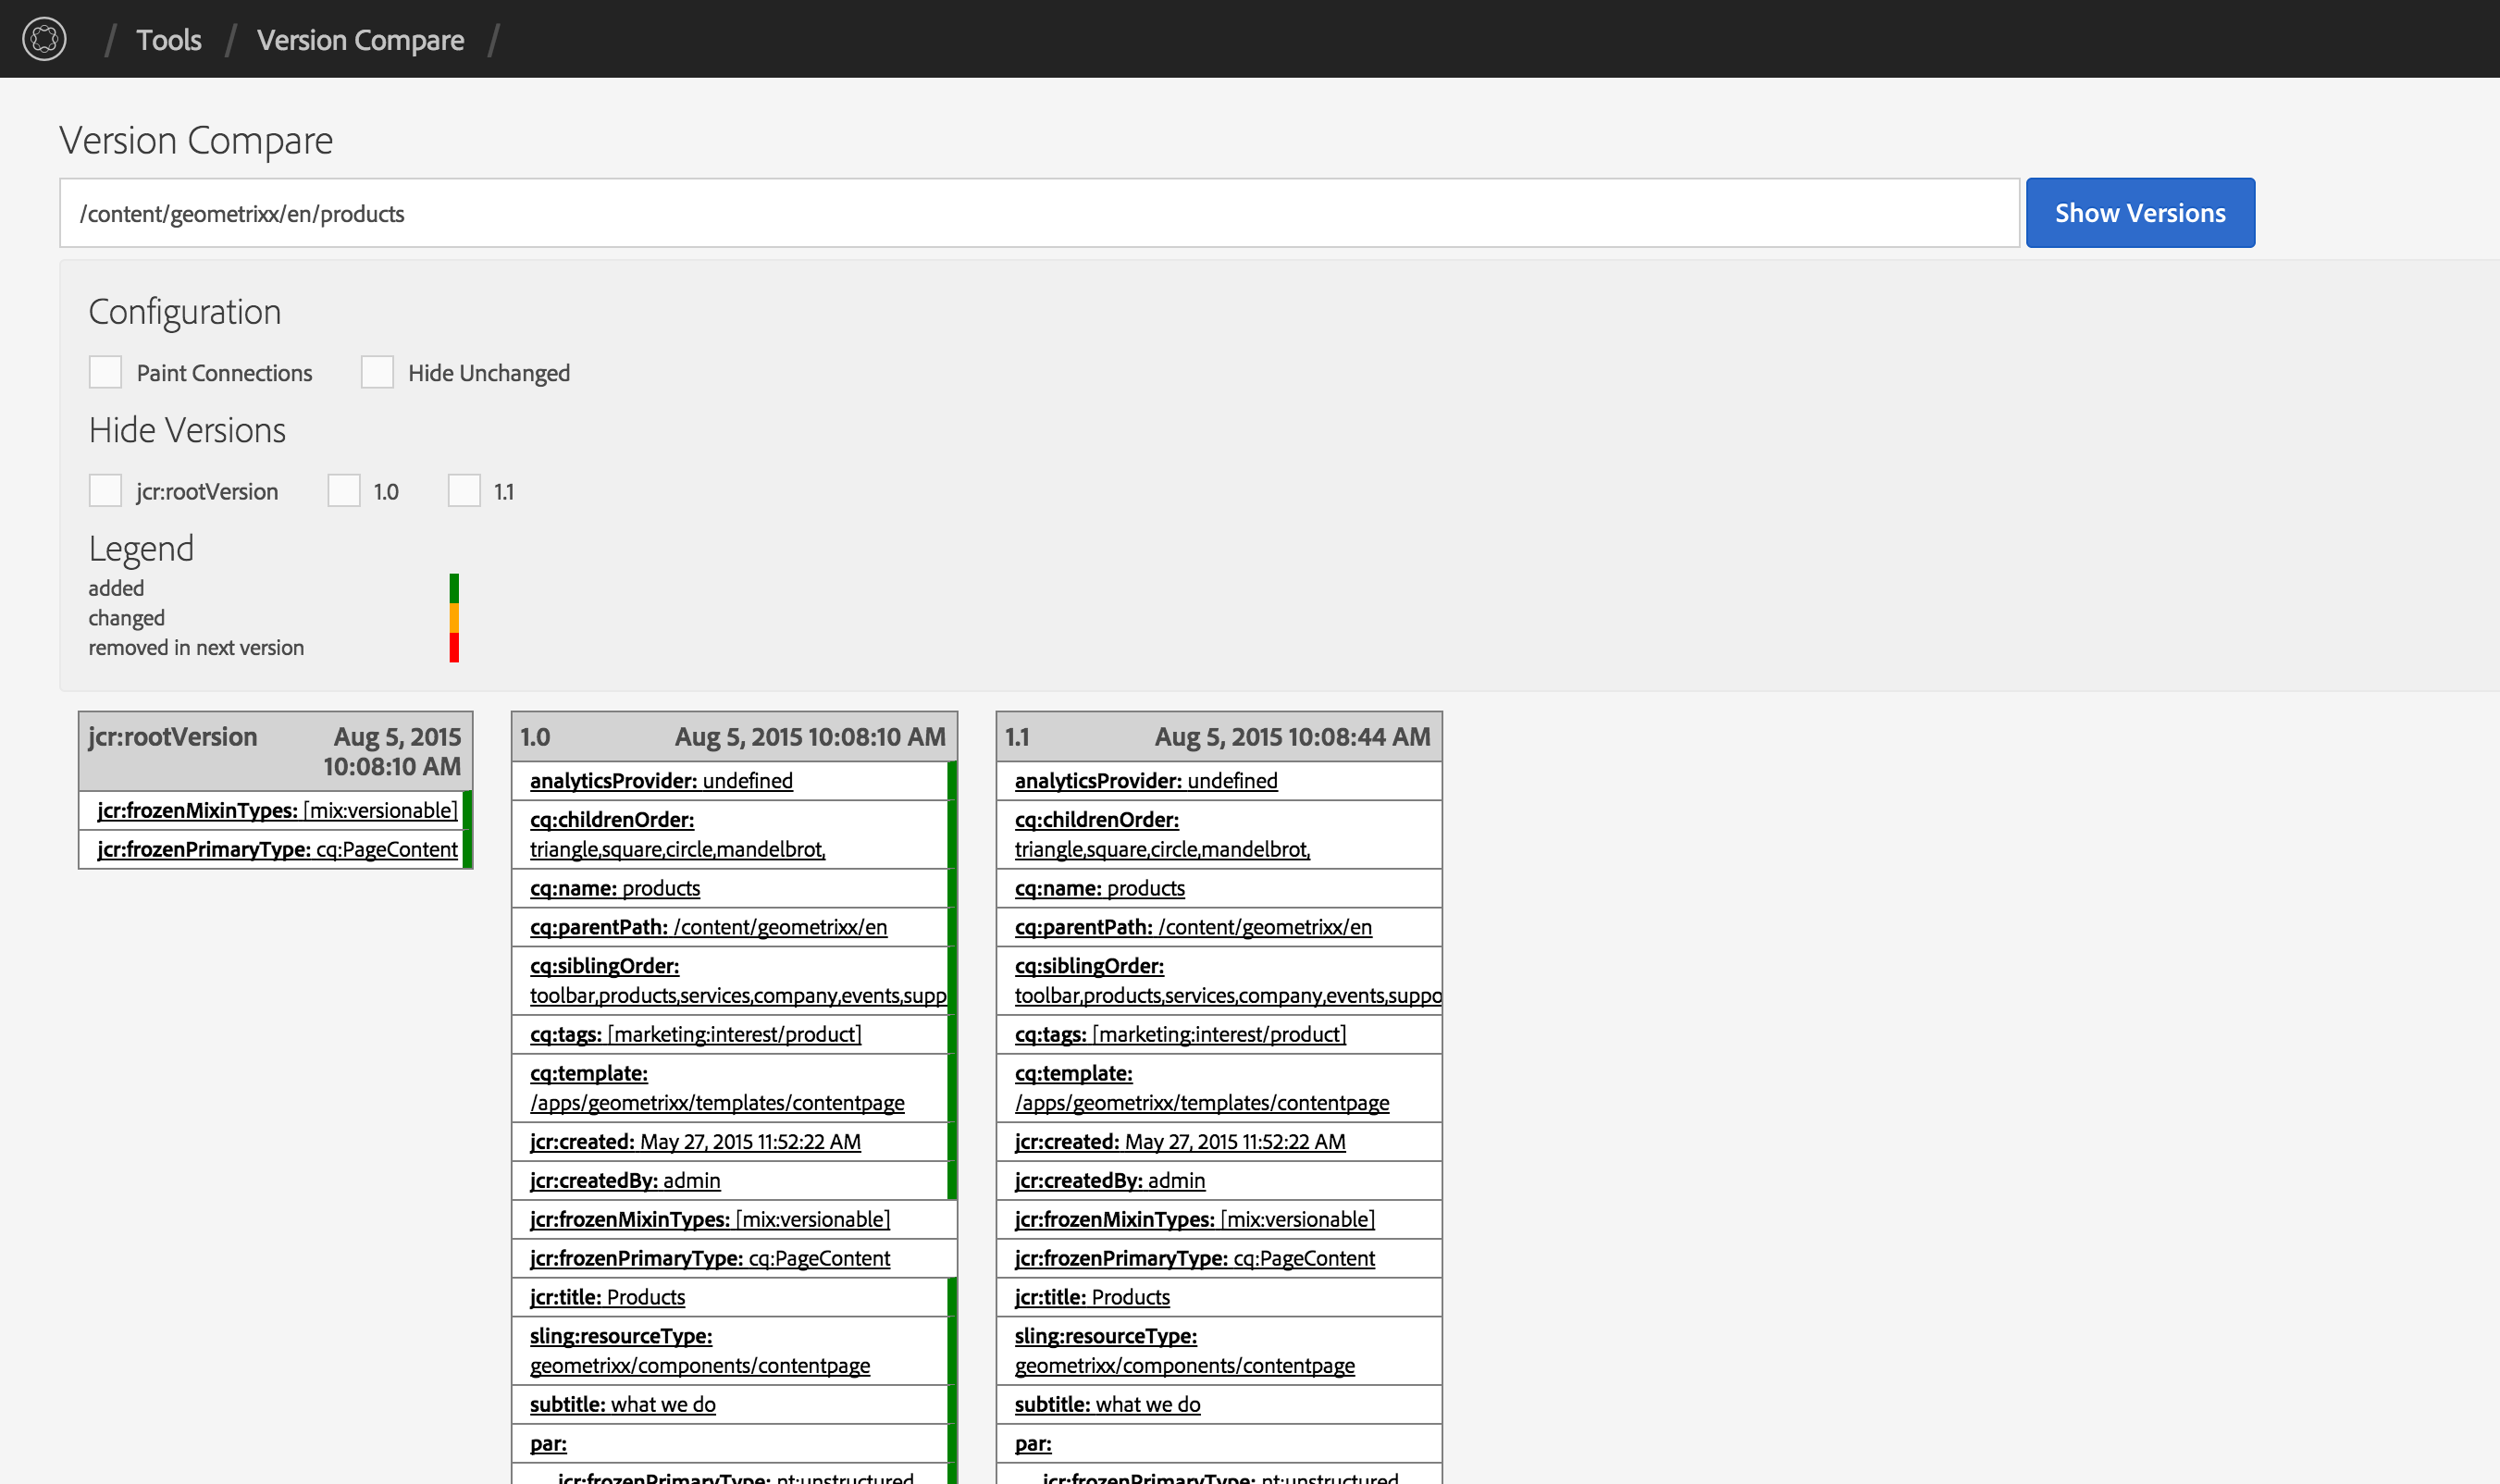 / Tools / Version Compare /
Version Compare
/content/geometrixx/en/products
Show Versions
Configuration
Paint Connections
Hide Unchanged
Hide Versions
jcr:rootVersion
1.0
1.1
Legend
added
changed
removed in next version
jcr:rootVersion Aug 5, 2015
10:08:10 AM
jcr:frozenMixinTypes: [mix:versionable]
jcr:frozenPrimaryType: cq:PageContent
1.0 Aug 5, 2015 10:08:10 AM
analyticsProvider: undefined
cq:childrenOrder:
triangle,square,circle,mandelbrot,
cq:name: products
cq:parentPath: /content/geometrixx/en
cq:siblingOrder:
toolbar,products,services,company,events,supp
cq:tags: [marketing:interest/product]
cq:template:
/apps/geometrixx/templates/contentpage
jcr:created: May 27, 2015 11:52:22 AM
jcr:createdBy: admin
jcr:frozenMixinTypes: [mix:versionable]
jcr:frozenPrimaryType: cq:PageContent
jcr:title: Products
sling:resourceType:
geometrixx/components/contentpage
subtitle: what we do
par:
jcr:frozenPrimaryType: nt:unstructured
1.1 Aug 5, 2015 10:08:44 AM
analyticsProvider: undefined
cq:childrenOrder:
triangle,square,circle,mandelbrot,
cq:name: products
cq:parentPath: /content/geometrixx/en
cq:siblingOrder:
toolbar,products,services,company,events,suppo
cq:tags: [marketing:interest/product]
cq:template:
/apps/geometrixx/templates/contentpage
jcr:created: May 27, 2015 11:52:22 AM
jcr:createdBy: admin
jcr:frozenMixinTypes: [mix:versionable]
jcr:frozenPrimaryType: cq:PageContent
jcr:title: Products
sling:resourceType:
geometrixx/components/contentpage
subtitle: what we do
par:
jcr:frozenPrimaryType: nt:unstructured